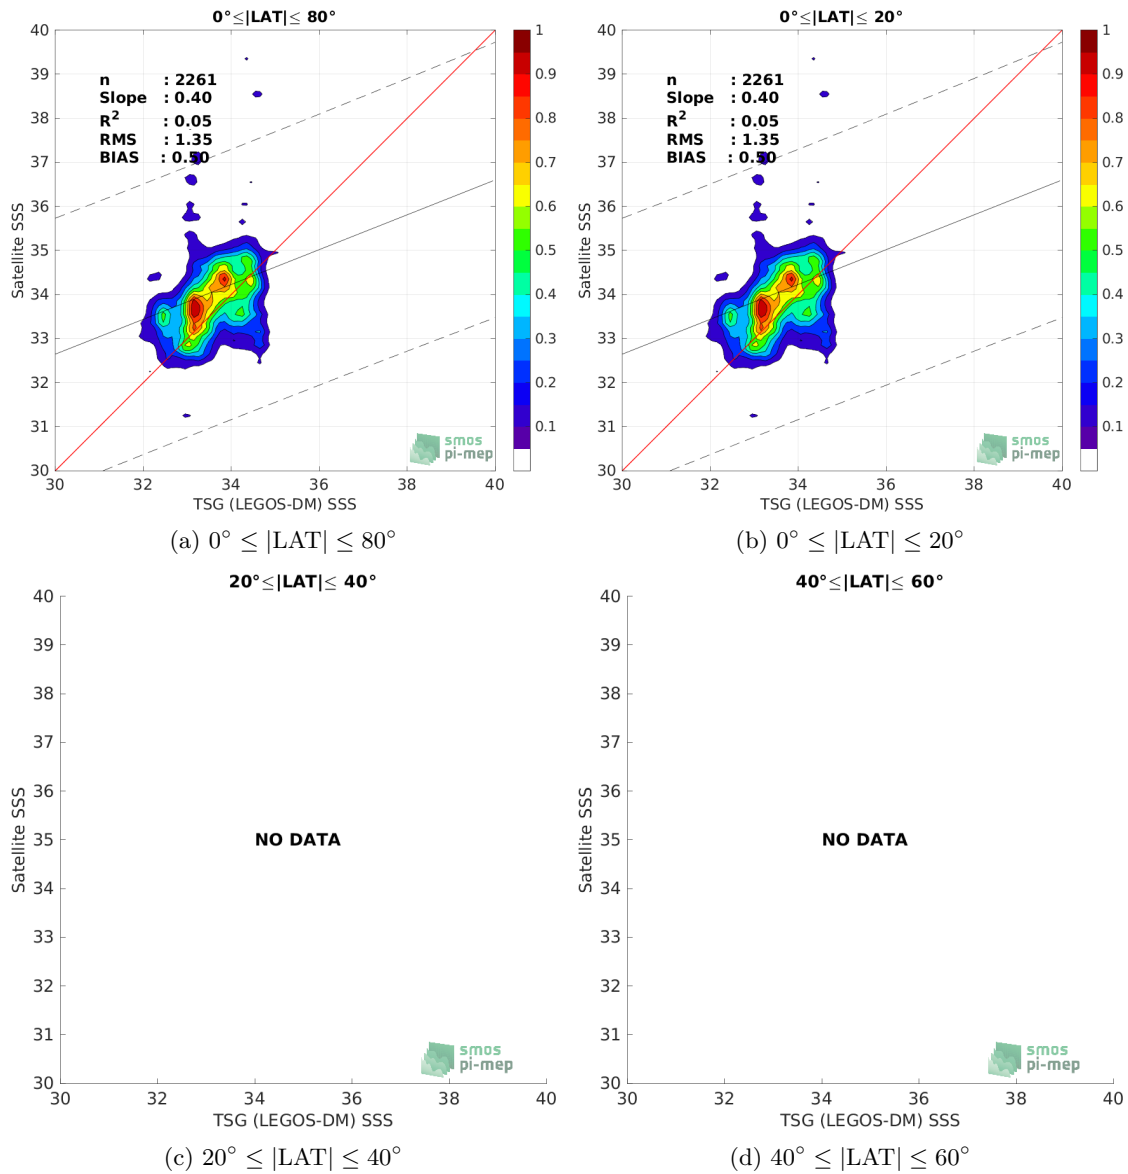 0°≤|LAT|≤ 80°
40
39
38
37
36
35
34
33
32
31
30
Satellite SSS
n : 2261
Slope : 0.40
R² : 0.05
RMS : 1.35
BIAS : 0.50
smos
pi-mep
30 32 34 36 38 40
TSG (LEGOS-DM) SSS
1
0.9
0.8
0.7
0.6
0.5
0.4
0.3
0.2
0.1
(a) 0° ≤ |LAT| ≤ 80°
0°≤|LAT|≤ 20°
40
39
38
37
36
35
34
33
32
31
30
Satellite SSS
n : 2261
Slope : 0.40
R² : 0.05
RMS : 1.35
BIAS : 0.50
smos
pi-mep
30 32 34 36 38 40
TSG (LEGOS-DM) SSS
1
0.9
0.8
0.7
0.6
0.5
0.4
0.3
0.2
0.1
(b) 0° ≤ |LAT| ≤ 20°
20°≤|LAT|≤ 40°
40
39
38
37
36
35
34
33
32
31
30
Satellite SSS
NO DATA
smos
pi-mep
30 32 34 36 38 40
TSG (LEGOS-DM) SSS
(c) 20° ≤ |LAT| ≤ 40°
40°≤|LAT|≤ 60°
40
39
38
37
36
35
34
33
32
31
30
Satellite SSS
NO DATA
smos
pi-mep
30 32 34 36 38 40
TSG (LEGOS-DM) SSS
(d) 40° ≤ |LAT| ≤ 60°